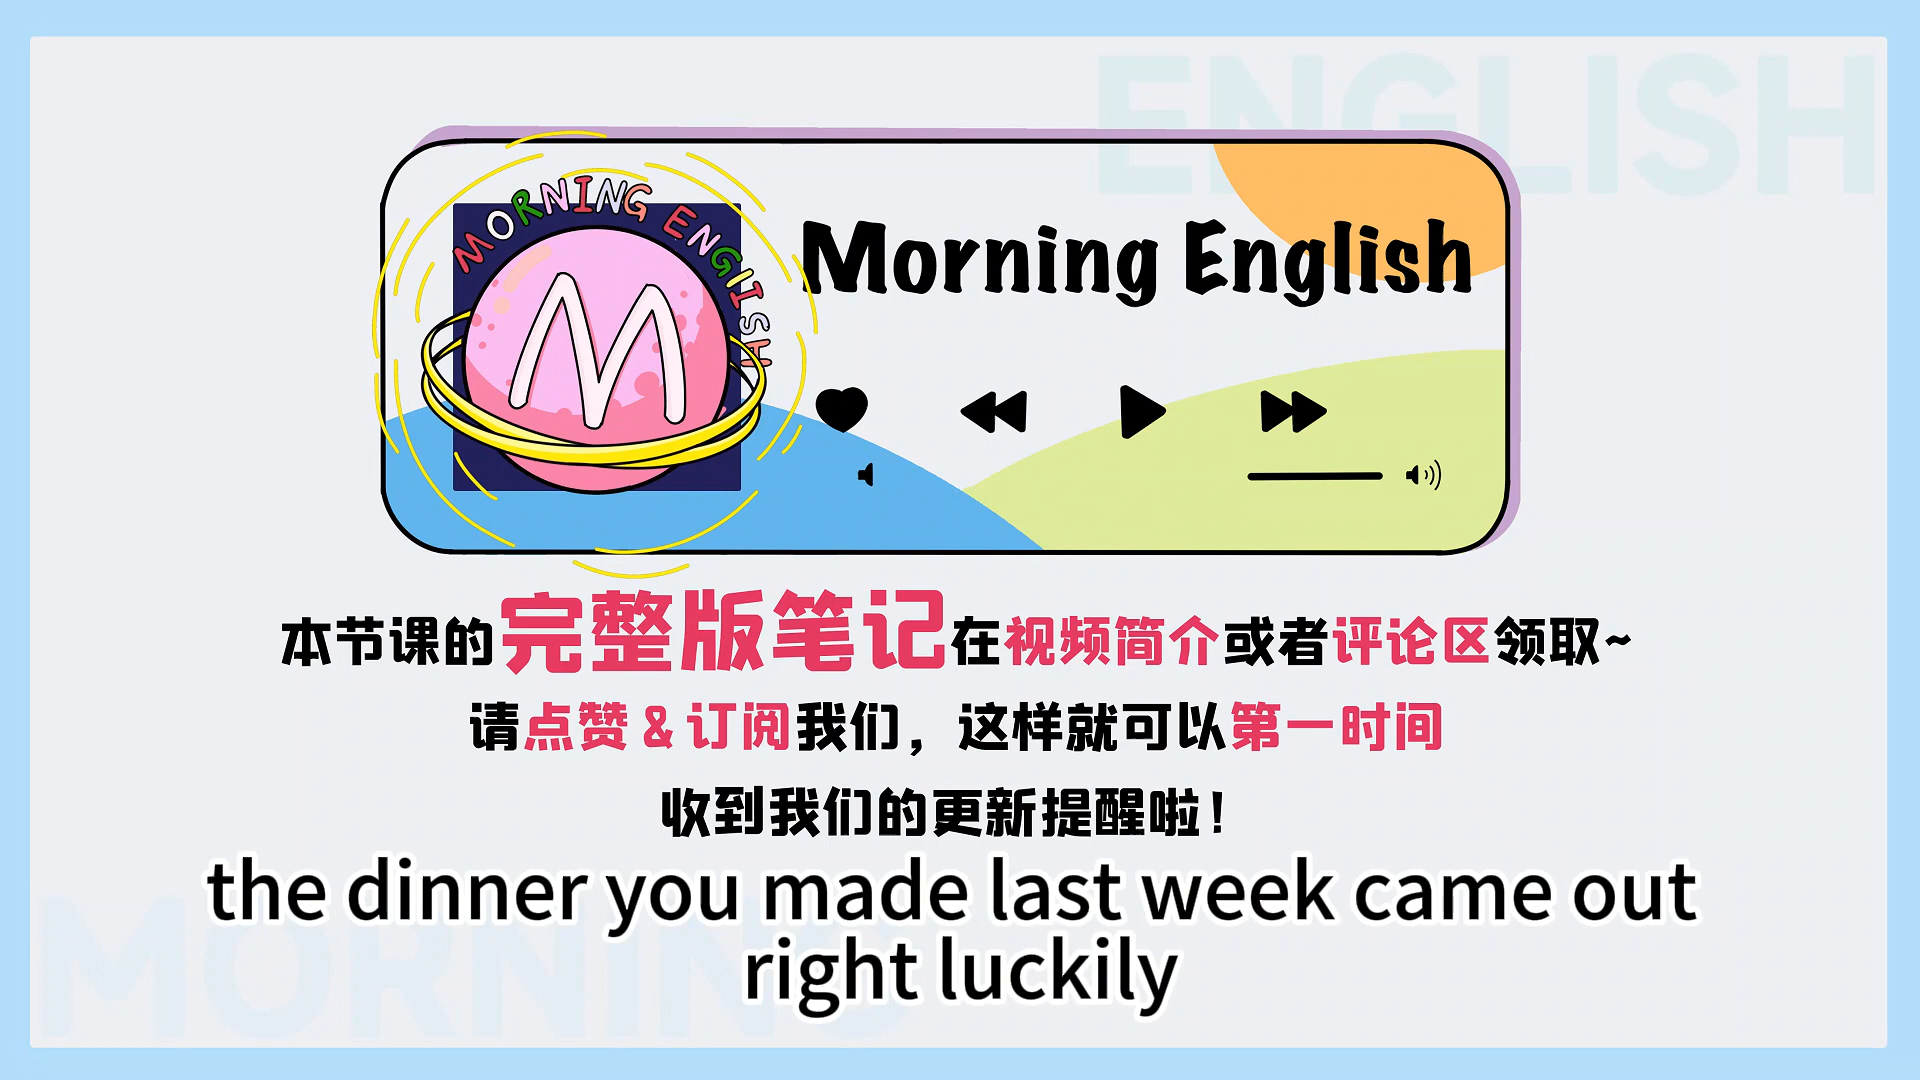 ENGLISH
MORNING ENGLISH
M
Morning English
本节课的完整版笔记在视频简介或者评论区领取~
请点赞&订阅我们，这样就可以第一时间
收到我们的更新提醒啦！
the dinner you made last week came out
right luckily
MORNING